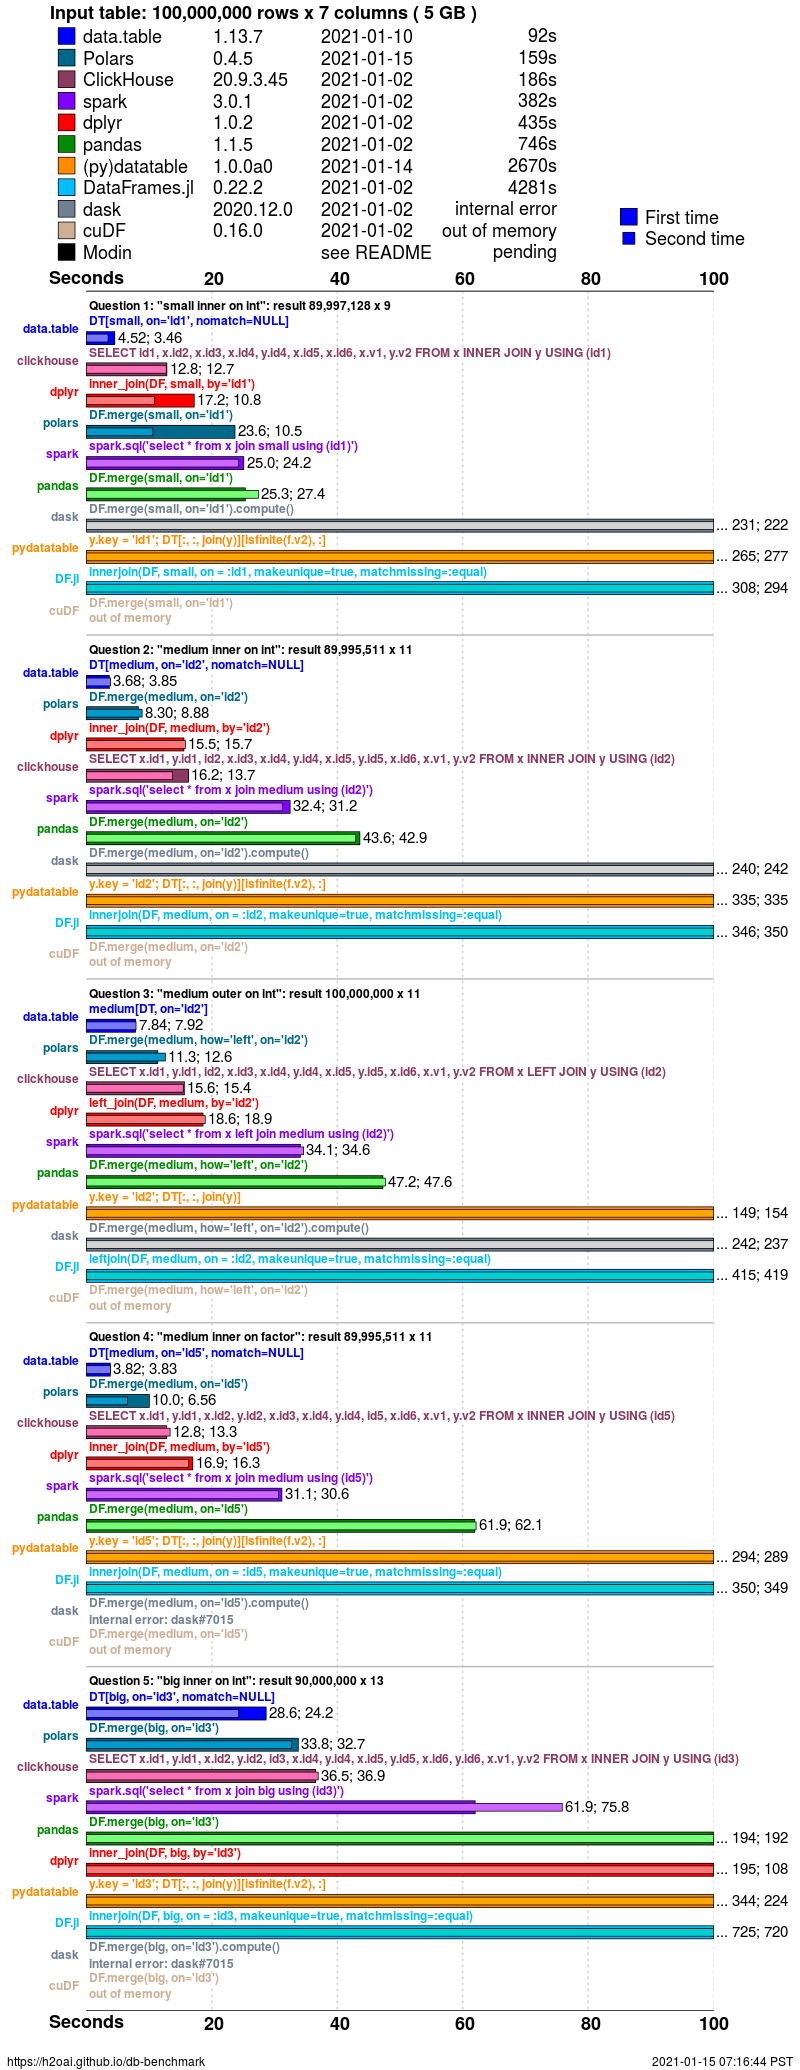 Input table: 100,000,000 rows x 7 columns ( 5 GB )
data.table 1.13.7 2021-01-10 92s
Polars 0.4.5 2021-01-15 159s
ClickHouse 20.9.3.45 2021-01-02 186s
spark 3.0.1 2021-01-02 382s
dplyr 1.0.2 2021-01-02 435s
pandas 1.1.5 2021-01-02 746s
(py)datatable 1.0.0a0 2021-01-14 2670s
DataFrames.jl 0.22.2 2021-01-02 4281s
dask 2020.12.0 2021-01-02 internal error
cuDF 0.16.0 2021-01-02 out of memory
Modin see README pending
First time
Second time
Seconds 20 40 60 80 100
Question 1: "small inner on int": result 89,997,128 x 9
DT[small, on='id1', nomatch=NULL]
data.table 4.52; 3.46
SELECT id1, x.id2, x.id3, x.id4, y.id4, x.id5, x.id6, x.v1, y.v2 FROM x INNER JOIN y USING (id1)
clickhouse 12.8; 12.7
inner_join(DF, small, by='id1')
dplyr 17.2; 10.8
DF.merge(small, on='id1')
polars 23.6; 10.5
spark.sql('select * from x join small using (id1)')
spark 25.0; 24.2
DF.merge(small, on='id1')
pandas 25.3; 27.4
DF.merge(small, on='id1').compute()
dask ... 231; 222
y.key = 'id1'; DT[:, :, join(y)][isfinite(f.v2), :]
pydatatable ... 265; 277
innerjoin(DF, small, on = :id1, makeunique=true, matchmissing=:equal)
DF.jl ... 308; 294
DF.merge(small, on='id1')
cuDF out of memory
Question 2: "medium inner on int": result 89,995,511 x 11
DT[medium, on='id2', nomatch=NULL]
data.table 3.68; 3.85
DF.merge(medium, on='id2')
polars 8.30; 8.88
inner_join(DF, medium, by='id2')
dplyr 15.5; 15.7
SELECT x.id1, y.id1, id2, x.id3, x.id4, y.id4, x.id5, y.id5, x.id6, x.v1, y.v2 FROM x INNER JOIN y USING (id2)
clickhouse 16.2; 13.7
spark.sql('select * from x join medium using (id2)')
spark 32.4; 31.2
DF.merge(medium, on='id2')
pandas 43.6; 42.9
DF.merge(medium, on='id2').compute()
dask ... 240; 242
y.key = 'id2'; DT[:, :, join(y)][isfinite(f.v2), :]
pydatatable ... 335; 335
innerjoin(DF, medium, on = :id2, makeunique=true, matchmissing=:equal)
DF.jl ... 346; 350
DF.merge(medium, on='id2')
cuDF out of memory
Question 3: "medium outer on int": result 100,000,000 x 11
medium[DT, on='id2']
data.table 7.84; 7.92
DF.merge(medium, how='left', on='id2')
polars 11.3; 12.6
SELECT x.id1, y.id1, id2, x.id3, x.id4, y.id4, x.id5, y.id5, x.id6, x.v1, y.v2 FROM x LEFT JOIN y USING (id2)
clickhouse 15.6; 15.4
left_join(DF, medium, by='id2')
dplyr 18.6; 18.9
spark.sql('select * from x left join medium using (id2)')
spark 34.1; 34.6
DF.merge(medium, how='left', on='id2')
pandas 47.2; 47.6
y.key = 'id2'; DT[:, :, join(y)]
pydatatable ... 149; 154
DF.merge(medium, how='left', on='id2').compute()
dask ... 242; 237
leftjoin(DF, medium, on = :id2, makeunique=true, matchmissing=:equal)
DF.jl ... 415; 419
DF.merge(medium, how='left', on='id2')
cuDF out of memory
Question 4: "medium inner on factor": result 89,995,511 x 11
DT[medium, on='id5', nomatch=NULL]
data.table 3.82; 3.83
DF.merge(medium, on='id5')
polars 10.0; 6.56
SELECT x.id1, y.id1, x.id2, y.id2, x.id3, x.id4, y.id4, id5, x.id6, x.v1, y.v2 FROM x INNER JOIN y USING (id5)
clickhouse 12.8; 13.3
inner_join(DF, medium, by='id5')
dplyr 16.9; 16.3
spark.sql('select * from x join medium using (id5)')
spark 31.1; 30.6
DF.merge(medium, on='id5')
pandas 61.9; 62.1
y.key = 'id5'; DT[:, :, join(y)][isfinite(f.v2), :]
pydatatable ... 294; 289
innerjoin(DF, medium, on = :id5, makeunique=true, matchmissing=:equal)
DF.jl ... 350; 349
DF.merge(medium, on='id5').compute()
dask internal error: dask#7015
DF.merge(medium, on='id5')
cuDF out of memory
Question 5: "big inner on int": result 90,000,000 x 13
DT[big, on='id3', nomatch=NULL]
data.table 28.6; 24.2
DF.merge(big, on='id3')
polars 33.8; 32.7
SELECT x.id1, y.id1, x.id2, y.id2, id3, x.id4, y.id4, x.id5, y.id5, x.id6, y.id6, x.v1, y.v2 FROM x INNER JOIN y USING (id3)
clickhouse 36.5; 36.9
spark.sql('select * from x join big using (id3)')
spark 61.9; 75.8
DF.merge(big, on='id3')
pandas ... 194; 192
inner_join(DF, big, by='id3')
dplyr ... 195; 108
y.key = 'id3'; DT[:, :, join(y)][isfinite(f.v2), :]
pydatatable ... 344; 224
innerjoin(DF, big, on = :id3, makeunique=true, matchmissing=:equal)
DF.jl ... 725; 720
DF.merge(big, on='id3').compute()
dask internal error: dask#7015
DF.merge(big, on='id3')
cuDF out of memory
Seconds 20 40 60 80 100
https://h2oai.github.io/db-benchmark 2021-01-15 07:16:44 PST